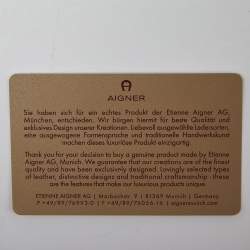 AIGNER
Sie haben sich für ein echtes Produkt der Etienne Aigner AG,
München, entschieden. Wir bürgen hiermit für beste Qualität und
exklusives Design unserer Kreationen. Liebevoll ausgewählte Ledersorten,
eine ausgewogene Formensprache und traditionelle Handwerkskunst
machen dieses luxuriöse Produkt einzigartig.
Thank you for your decision to buy a genuine product made by Etienne
Aigner AG, Munich. We guarantee that our creations are of the finest
quality and have been exclusively designed. Lovingly selected types of
leather, distinctive designs and traditional craftsmanship - these
are the features that make our luxurious products unique.
ETIENNE AIGNER AG | Marbacher | 81369 Munich | Germany